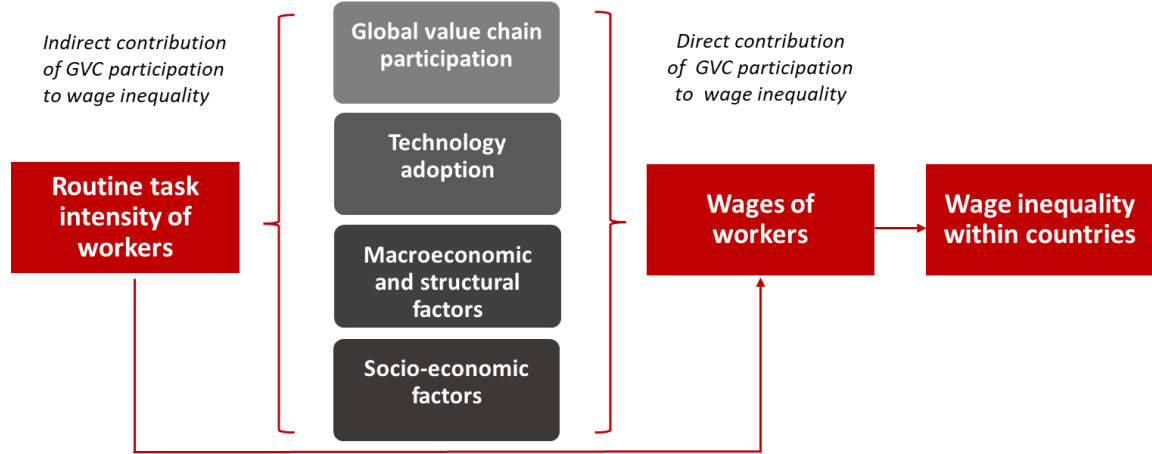 Indirect contribution
of GVC participation
to wage inequality
Global value chain
participation
Direct contribution
of GVC participation
to wage inequality
Technology
adoption
Routine task
intensity of
workers
Wages of
workers
Wage inequality
within countries
Macroeconomic
and structural
factors
Socio-economic
factors